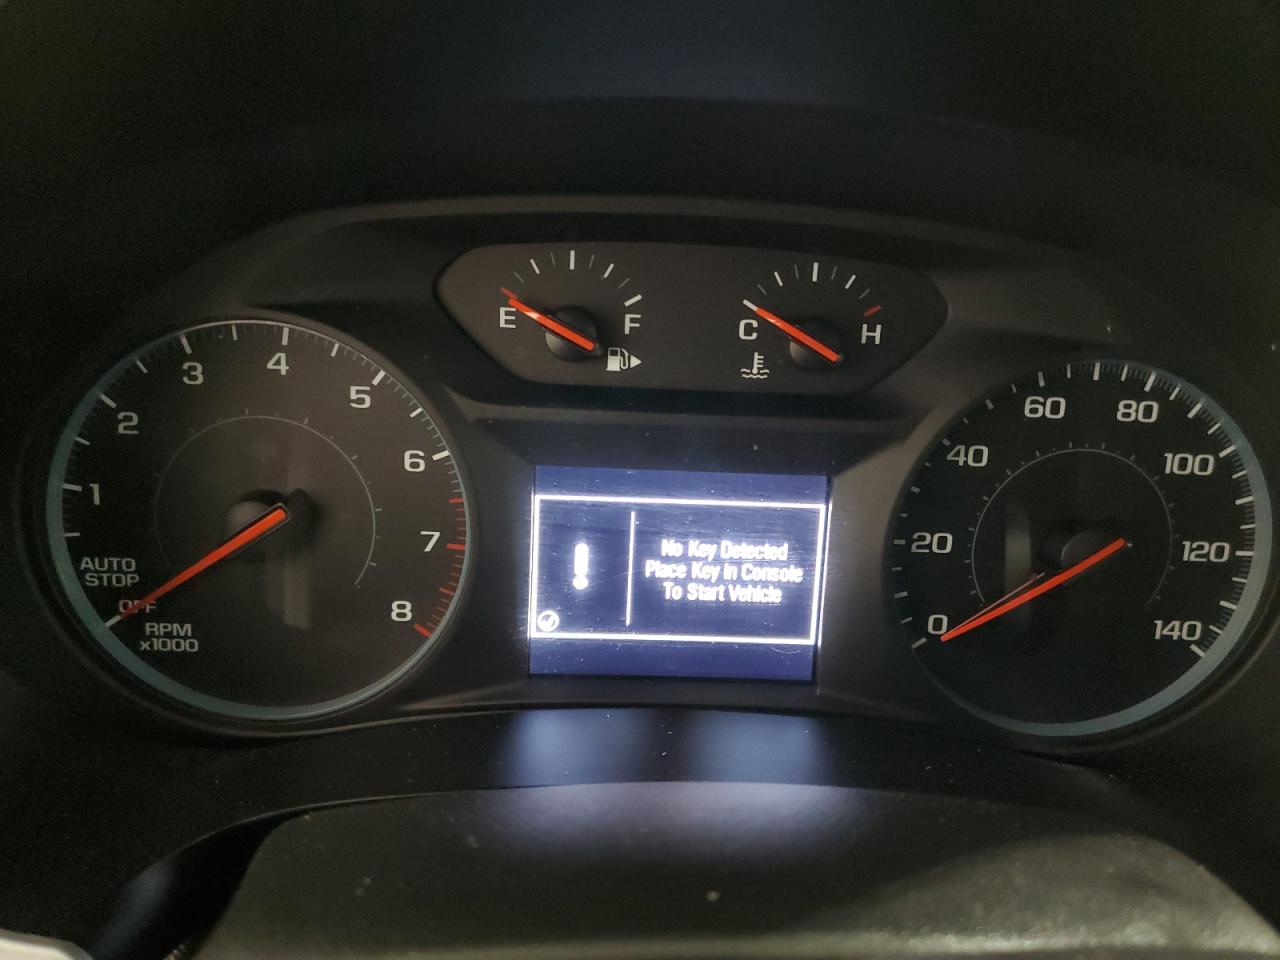 E
F
C
H
1
2
3
4
5
6
7
8
AUTO
STOP
OFF
RPM
x1000
No Key Detected
Place Key In Console
To Start Vehicle
0
20
40
60
80
100
120
140